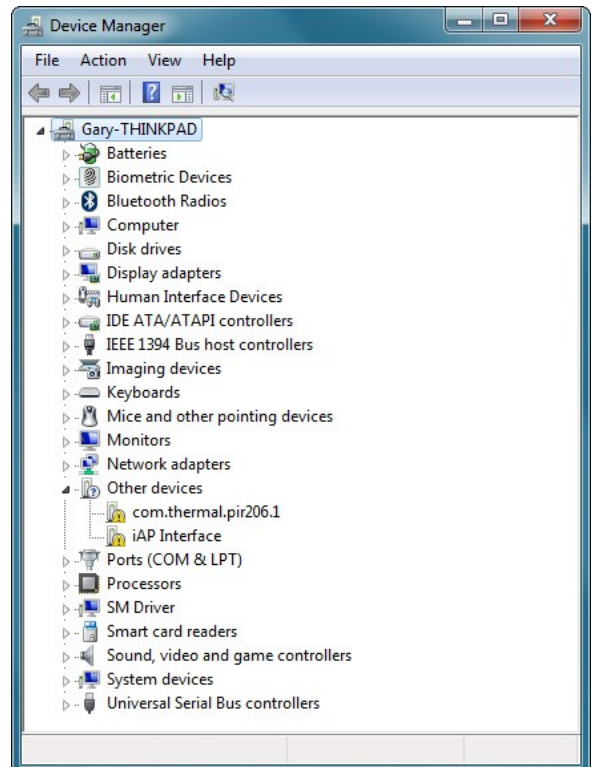 Device Manager
File Action View Help
Gary-THINKPAD
Batteries
Biometric Devices
Bluetooth Radios
Computer
Disk drives
Display adapters
Human Interface Devices
IDE ATA/ATAPI controllers
IEEE 1394 Bus host controllers
Imaging devices
Keyboards
Mice and other pointing devices
Monitors
Network adapters
Other devices
com.thermal.pir206.1
iAP Interface
Ports (COM & LPT)
Processors
SM Driver
Smart card readers
Sound, video and game controllers
System devices
Universal Serial Bus controllers